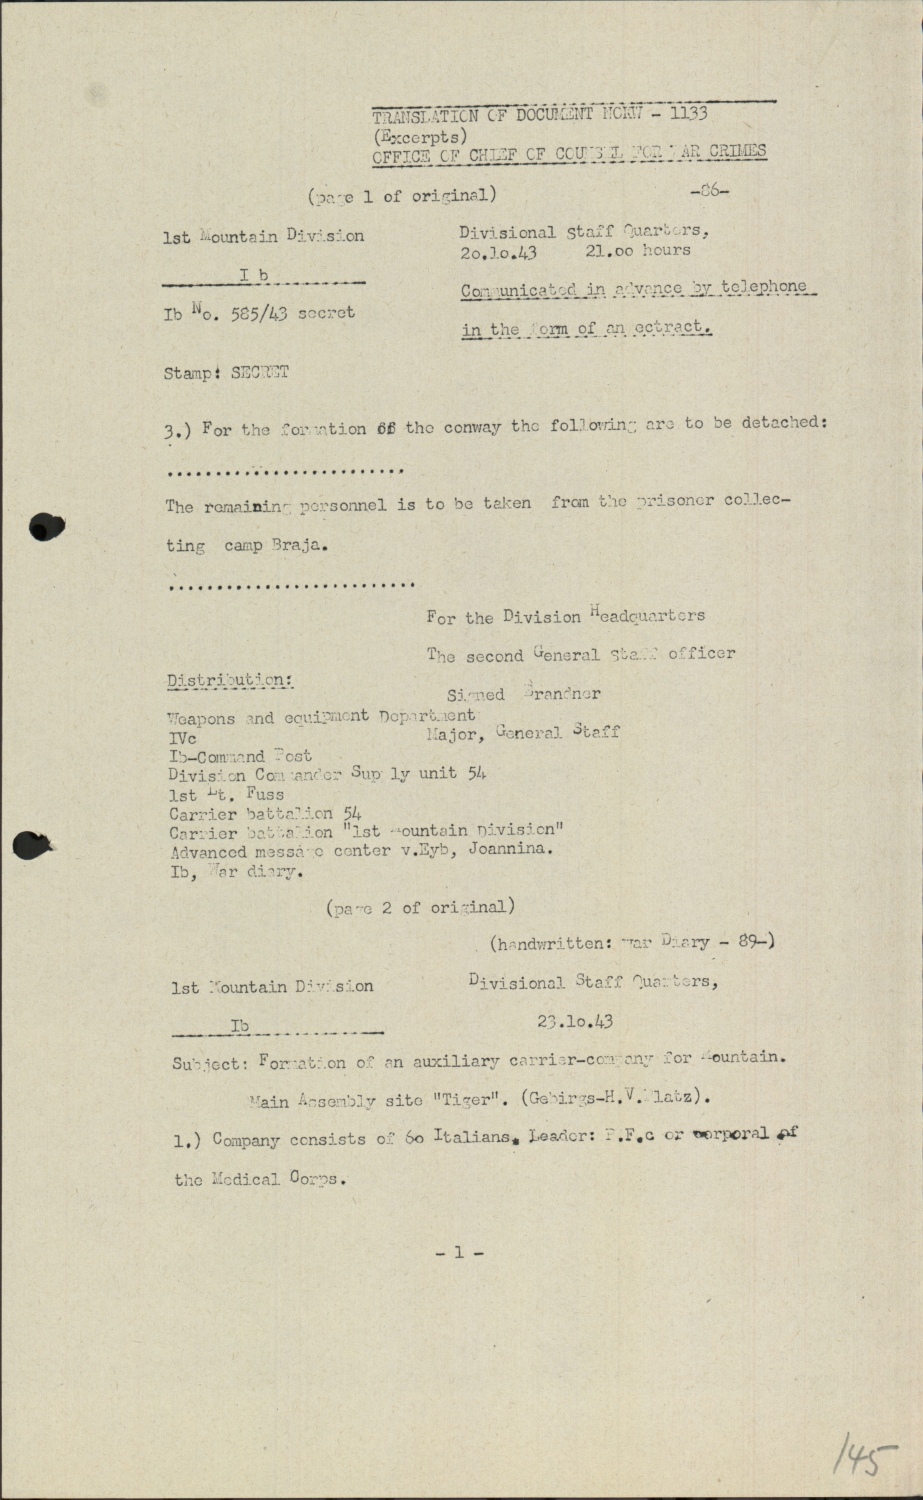 TRANSLATION OF DOCUMENT NOKW - 1133
(Excerpts)
OFFICE OF CHIEF OF COUNSEL FOR WAR CRIMES
(page 1 of original)
-86-
1st Mountain Division
Divisional Staff Quarters,
20.10.43 21.00 hours
I b
Communicated in advance by telephone
Ib No. 585/43 secret
in the form of an ectract.
Stamp: SECRET
3.) For the formation of the conway the following are to be detached:
.........................
The remaining personnel is to be taken from the prisoner collec-
ting camp Braja.
..........................
For the Division Headquarters
The second General Staff officer
Distribution:
Signed Brandner
Weapons and equipment Department
IVc
Major, General Staff
Ib-Command Post
Division Commander Supply unit 54
1st Lt. Fuss
Carrier battalion 54
Carrier battalion "1st Mountain Division"
Advanced message center v.Eyb, Joannina.
Ib, War diary.
(page 2 of original)
(handwritten: War Diary - 89-)
1st Mountain Division
Divisional Staff Quarters,
Ib
23.10.43
Subject: Formation of an auxiliary carrier-company for Mountain.
Main Assembly site "Tiger". (Gebirgs-H.V.Platz).
1.) Company consists of 60 Italians. Leader: P.F.c or corporal of
the Medical Corps.
- 1 -
145